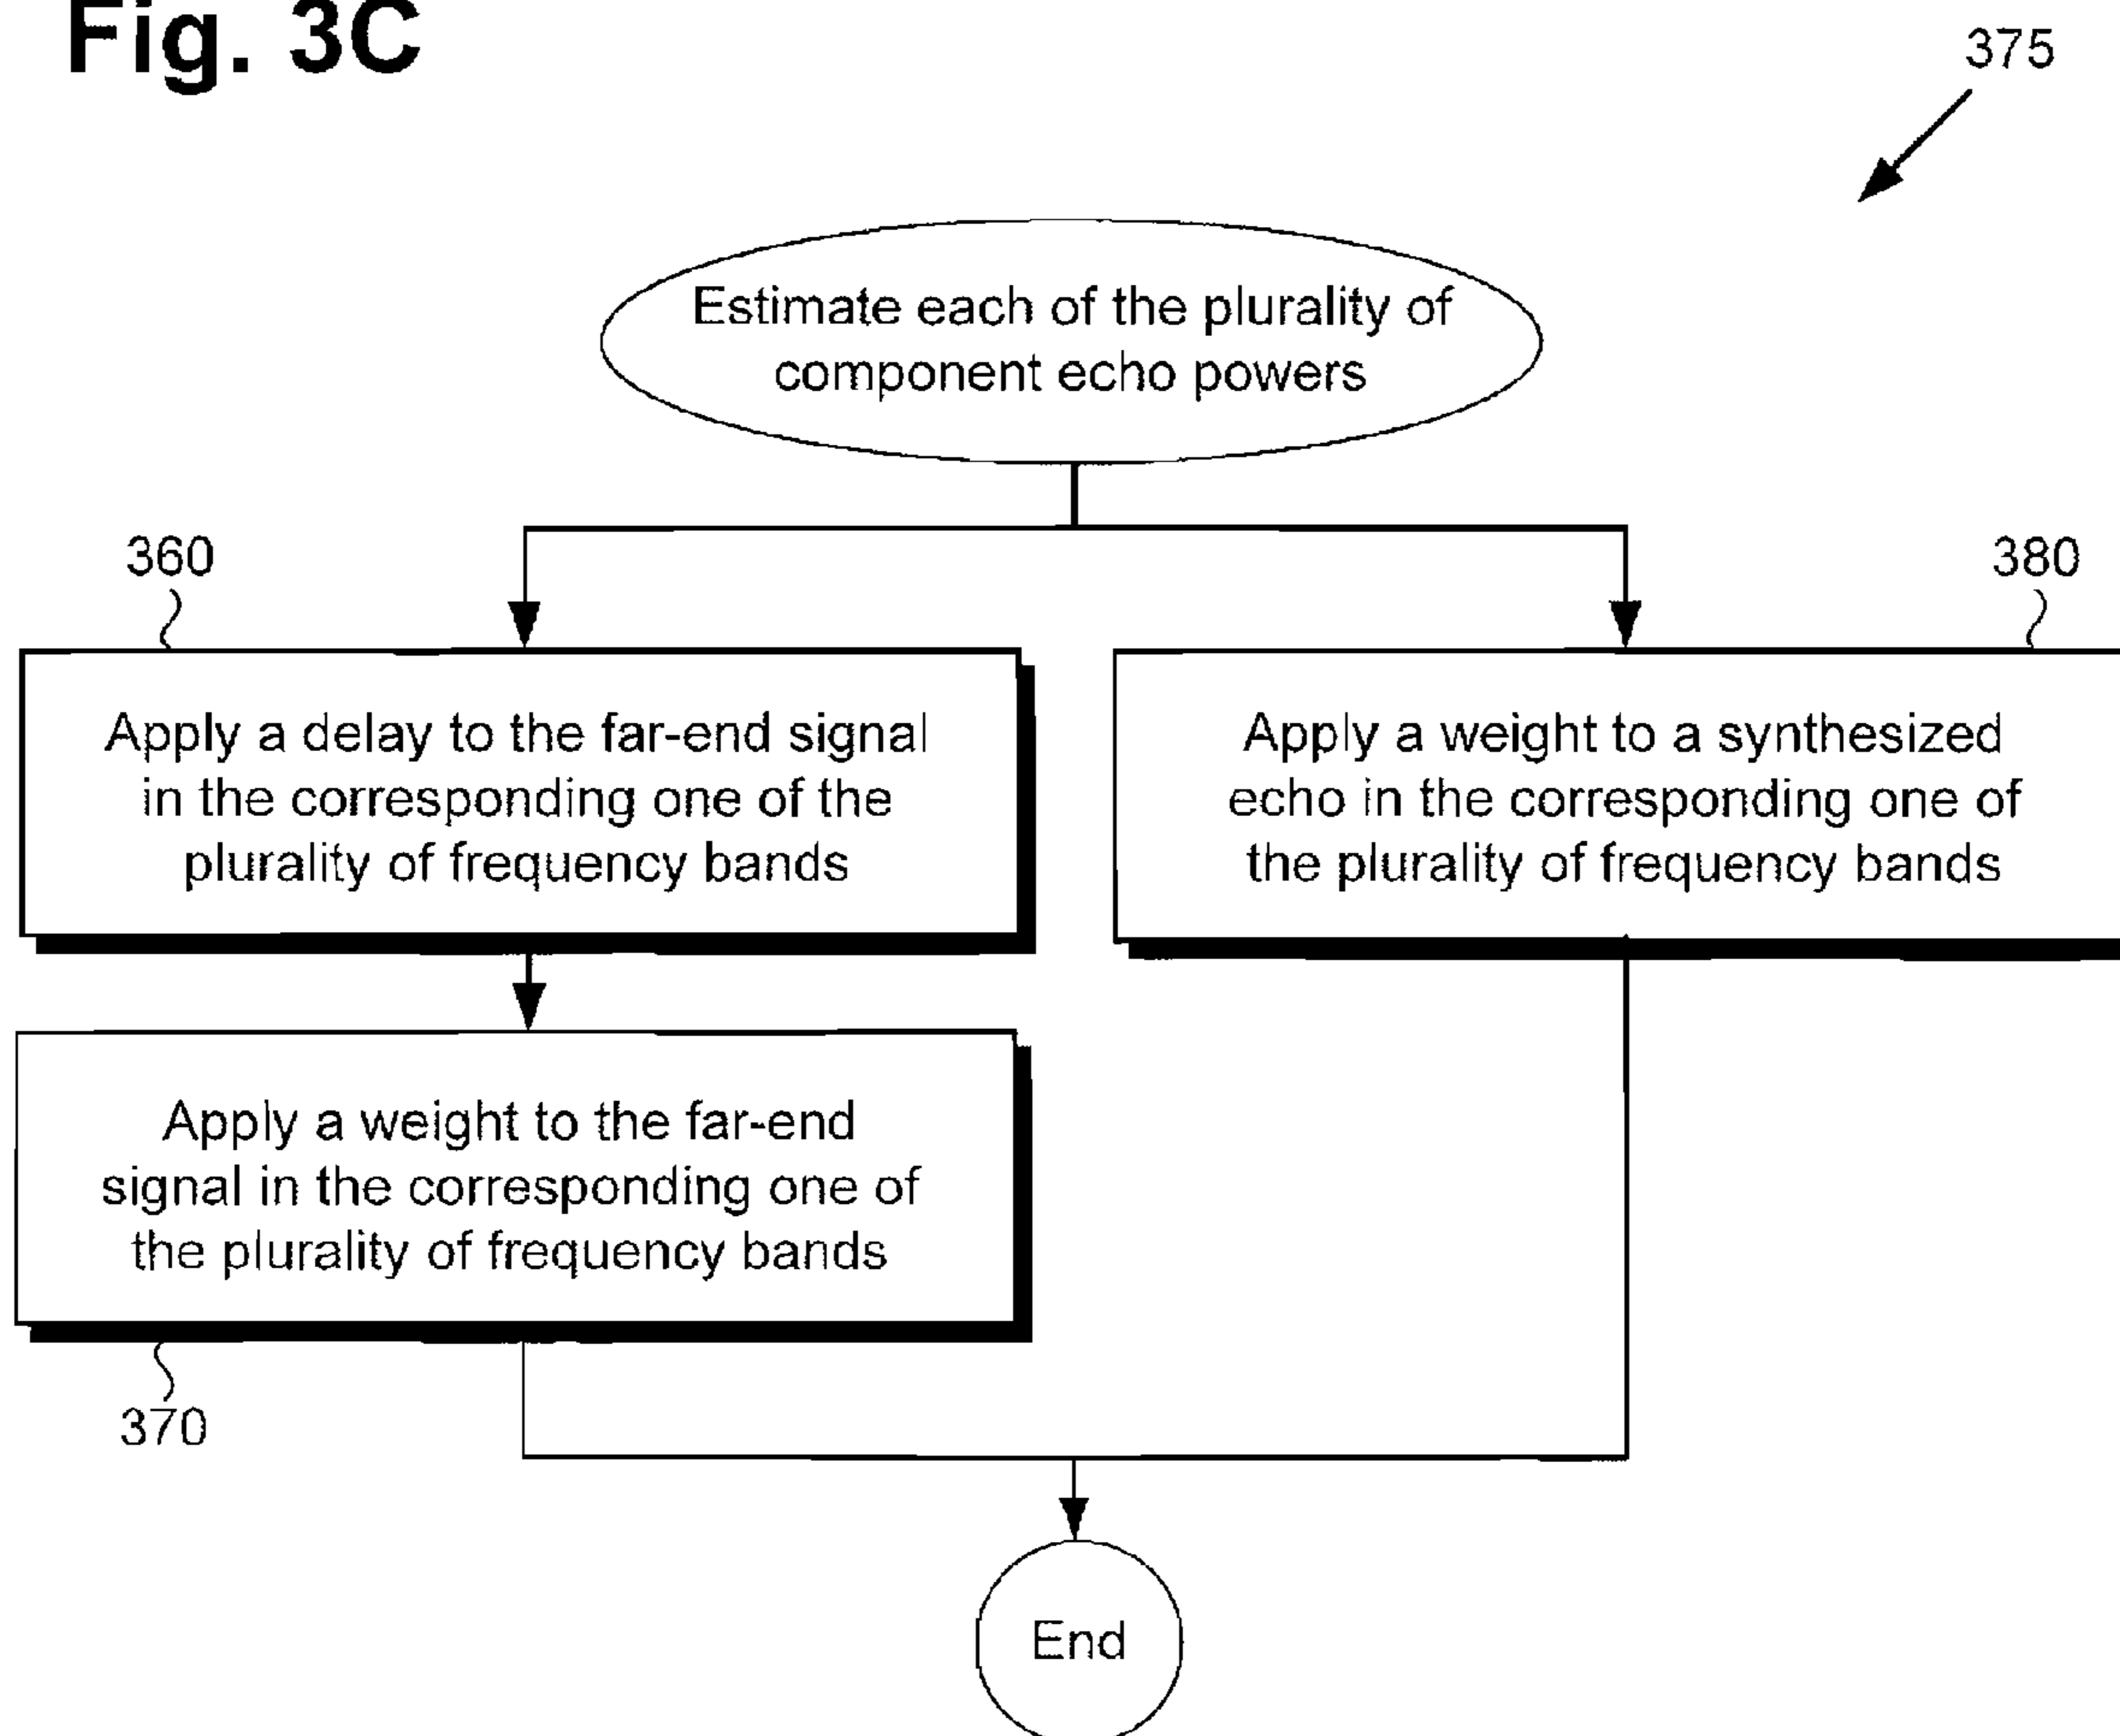 Fig. 3C
375
Estimate each of the plurality of
component echo powers
360
380
Apply a delay to the far-end signal
in the corresponding one of the
plurality of frequency bands
Apply a weight to a synthesized
echo in the corresponding one of
the plurality of frequency bands
Apply a weight to the far-end
signal in the corresponding one of
the plurality of frequency bands
370
End